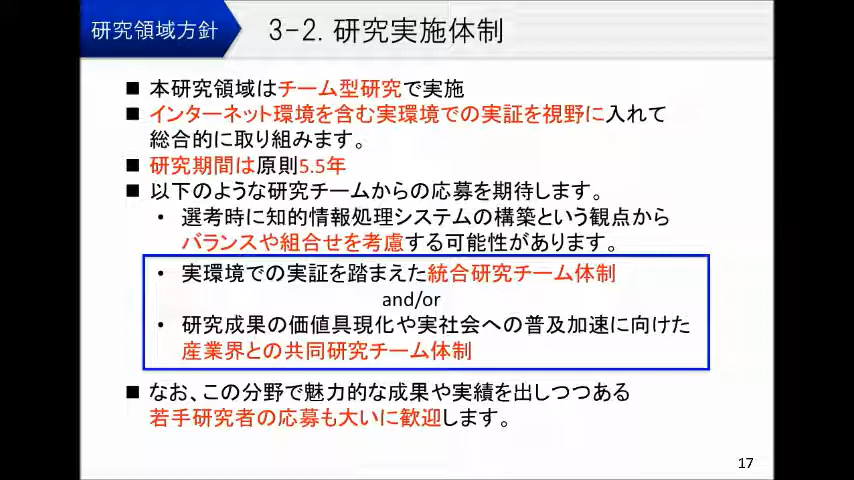 研究領域方針
3-2. 研究実施体制
■ 本研究領域はチーム型研究で実施
■ インターネット環境を含む実環境での実証を視野に入れて
総合的に取り組みます。
■ 研究期間は原則5.5年
■ 以下のような研究チームからの応募を期待します。
• 選考時に知的情報処理システムの構築という観点から
バランスや組合せを考慮する可能性があります。
• 実環境での実証を踏まえた統合研究チーム体制
and/or
• 研究成果の価値具現化や実社会への普及加速に向けた
産業界との共同研究チーム体制
■ なお、この分野で魅力的な成果や実績を出しつつある
若手研究者の応募も大いに歓迎します。
17